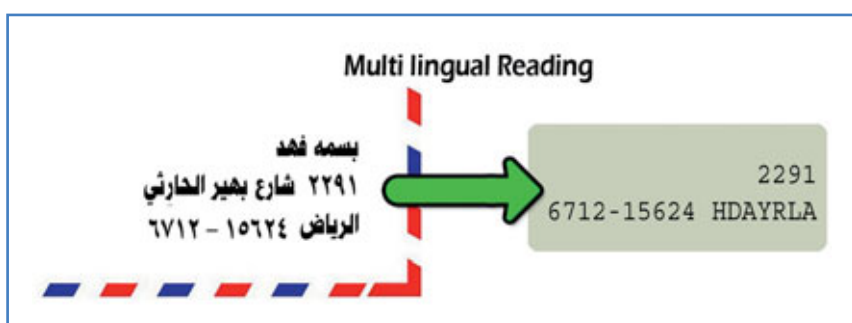 Multi lingual Reading
بسمه فهد
٢٢٩١ شارع بهير الحارثي
الرياض ١٥٦٢٤ – ٦٧١٢
2291
6712-15624 HDAYRLA